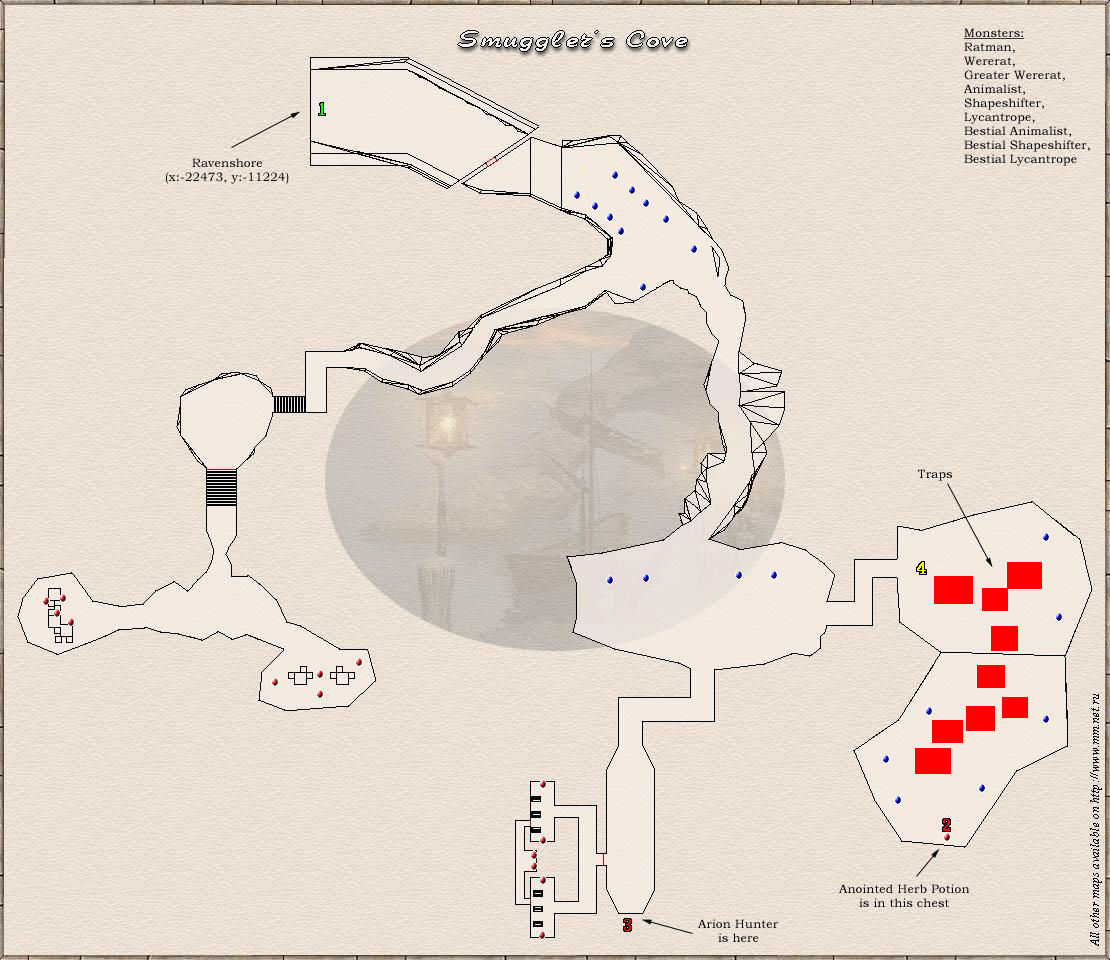 Smuggler's Cove
Monsters:
Ratman,
Wererat,
Greater Wererat,
Animalist,
Shapeshifter,
Lycantrope,
Bestial Animalist,
Bestial Shapeshifter,
Bestial Lycantrope
1
Ravenshore
(x:-22473, y:-11224)
Traps
4
2
Anointed Herb Potion
is in this chest
3
Arion Hunter
is here
All other maps available on http://www.mm.net.ru